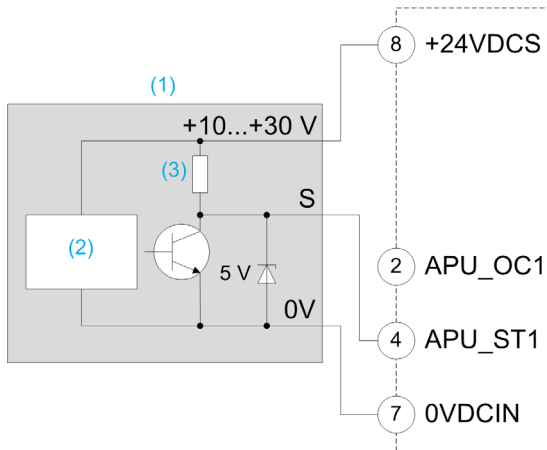 8 +24VDCS
(1)
+10...+30 V
(3)
S
(2)
5 V
2 APU_OC1
0V
4 APU_ST1
7 0VDCIN